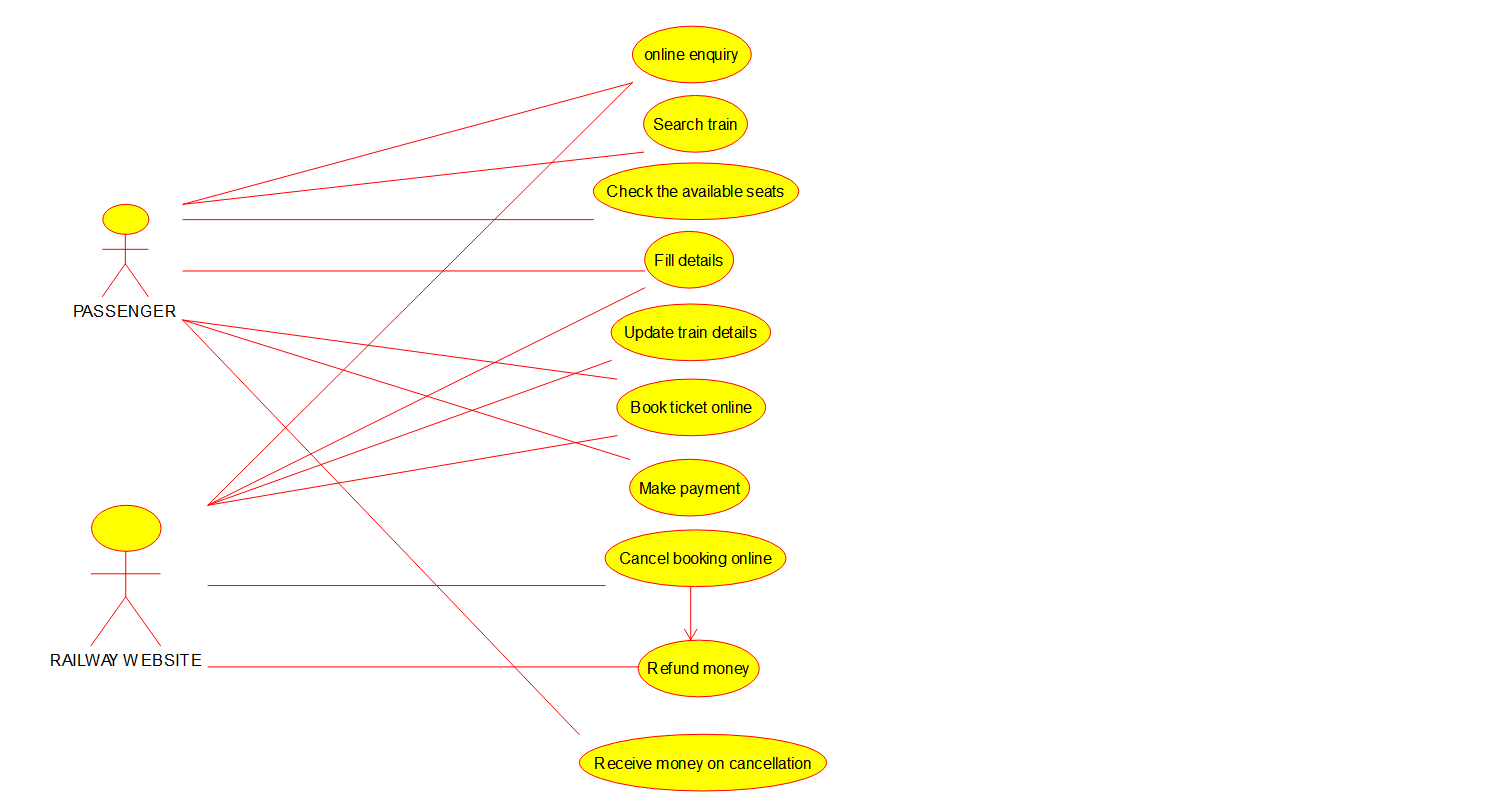 online enquiry
Search train
Check the available seats
Fill details
PASSENGER
Update train details
Book ticket online
Make payment
Cancel booking online
RAILWAY WEBSITE
Refund money
Receive money on cancellation